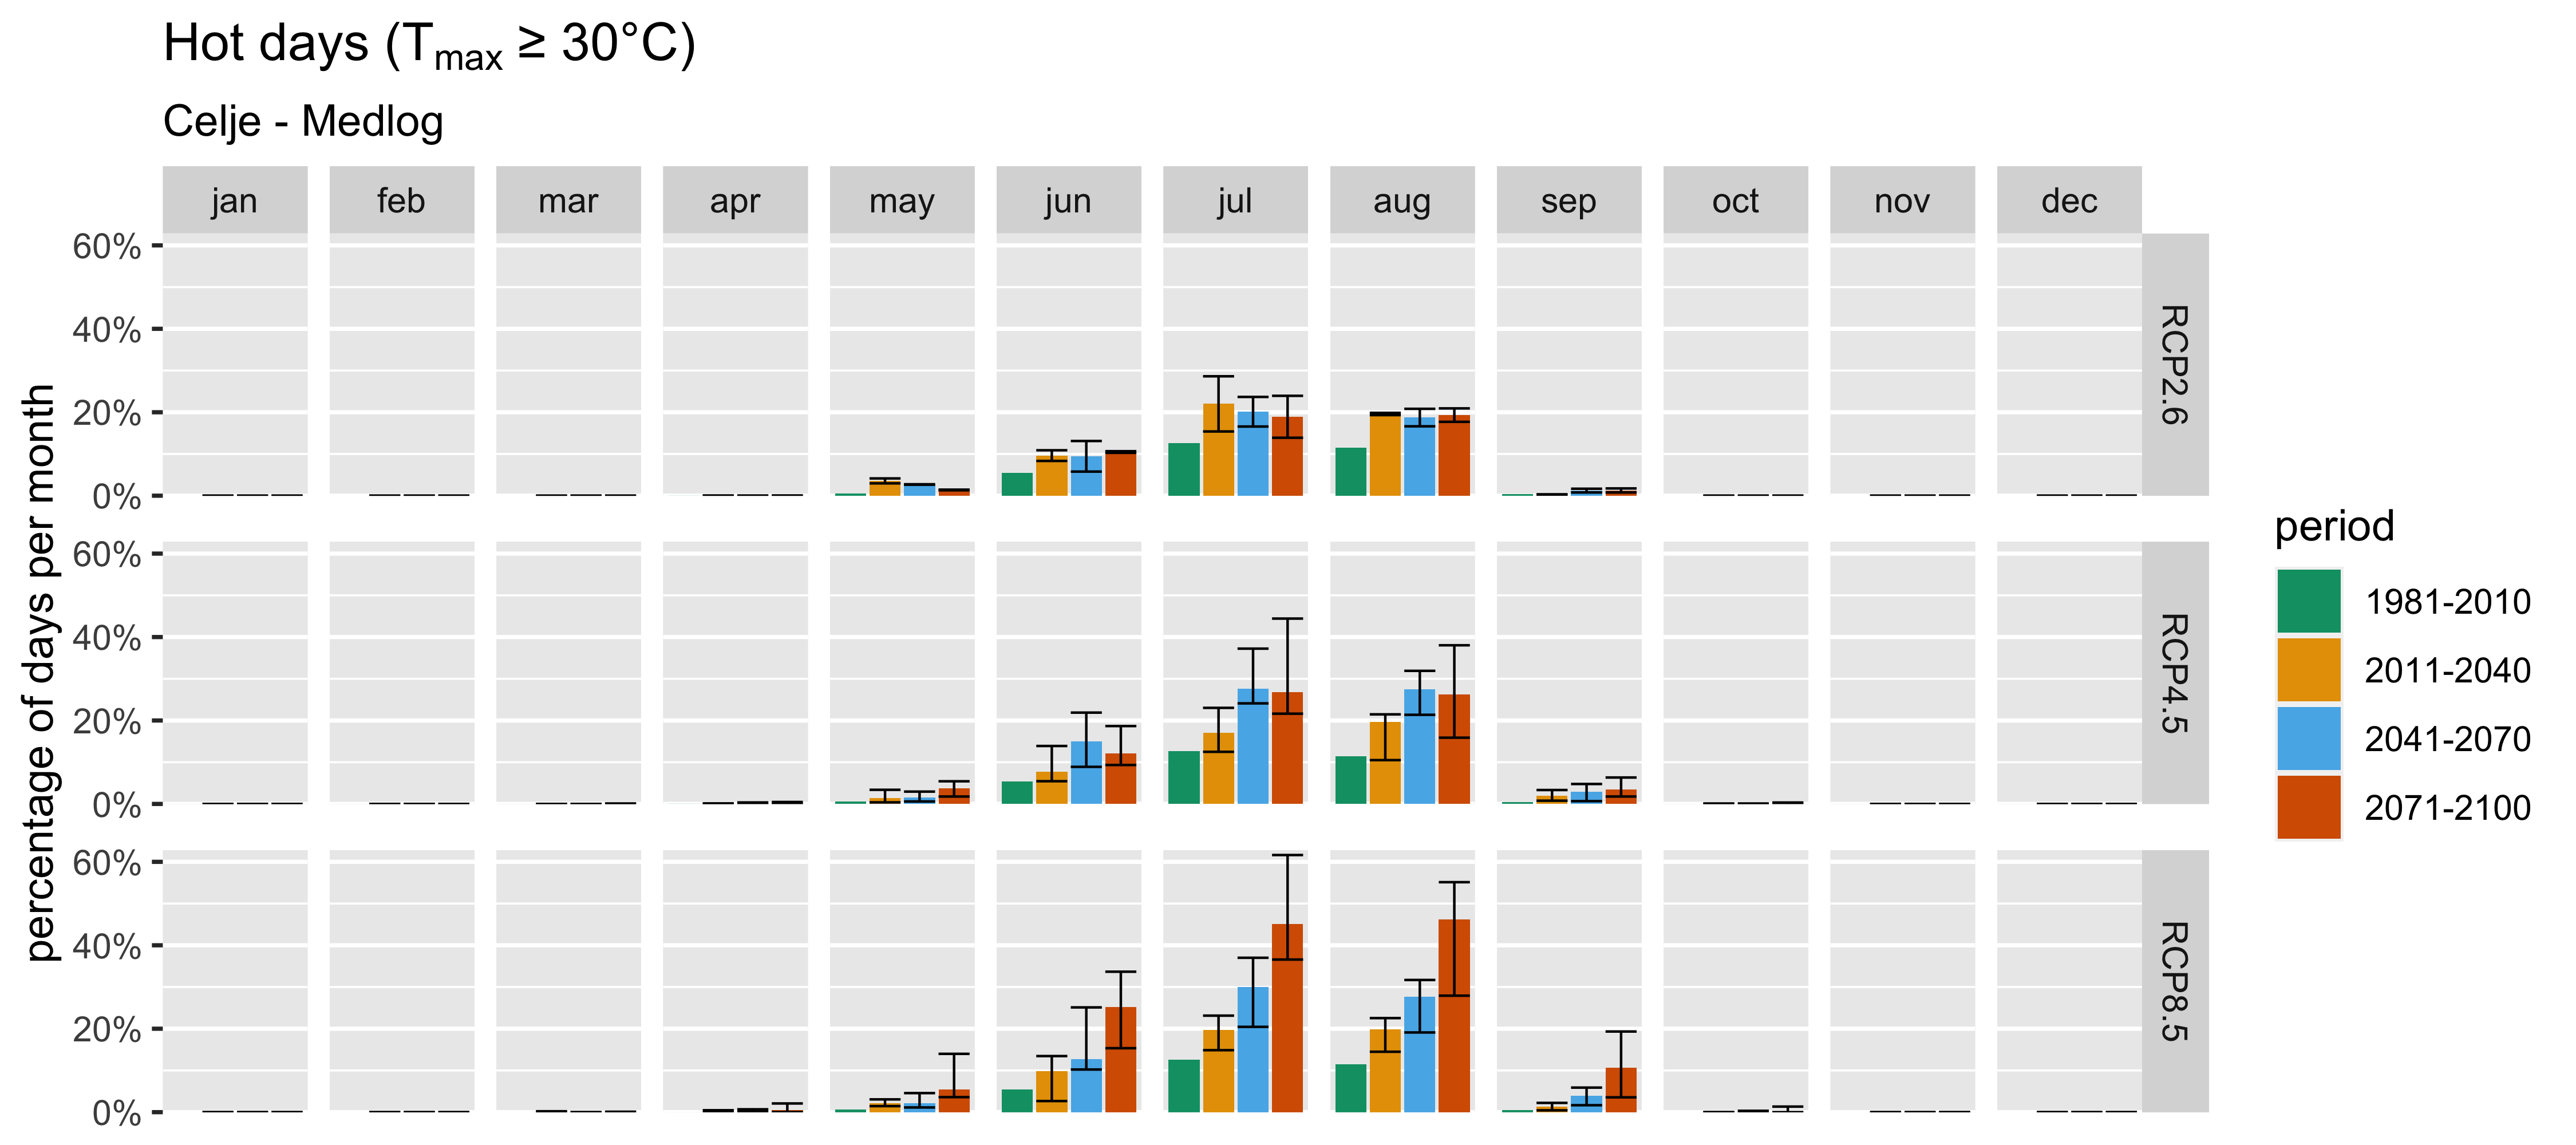 Hot days (Tmax ≥ 30°C)
Celje - Medlog
jan feb mar apr may jun jul aug sep oct nov dec
percentage of days per month
60%
40%
20%
0%
RCP2.6
60%
40%
20%
0%
RCP4.5
60%
40%
20%
0%
RCP8.5
period
1981-2010
2011-2040
2041-2070
2071-2100